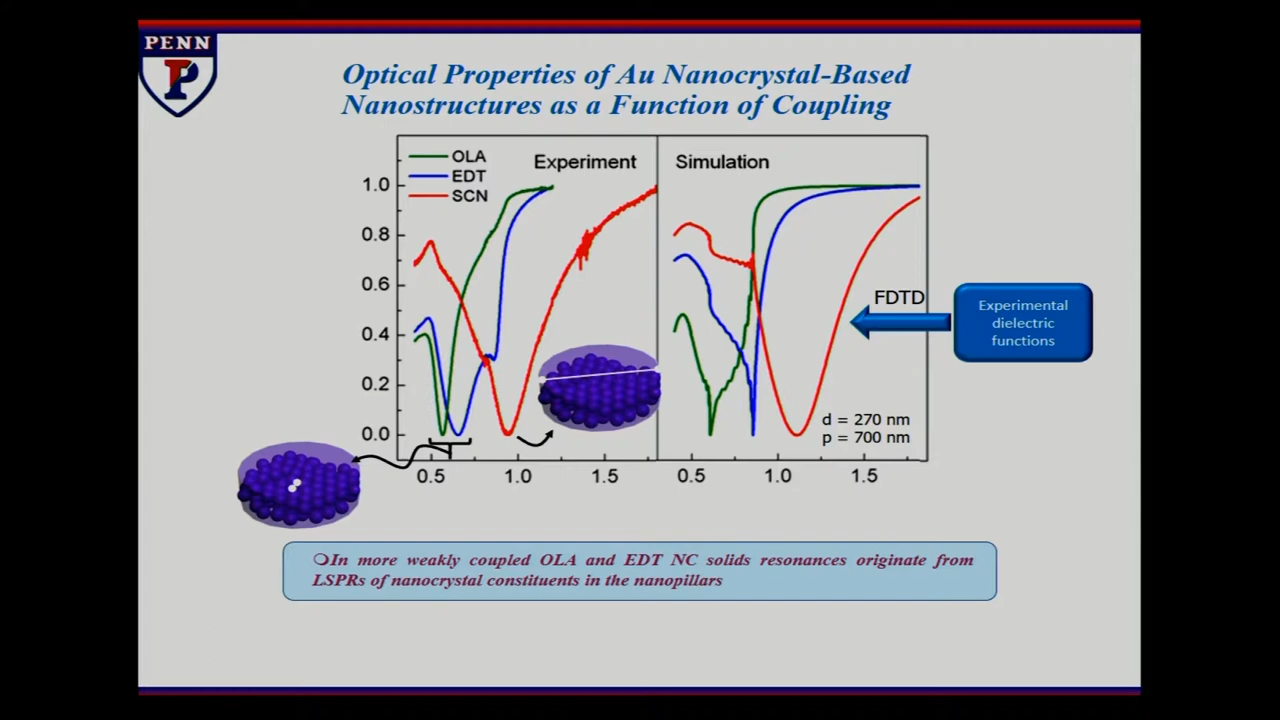 PENN
P
Optical Properties of Au Nanocrystal-Based
Nanostructures as a Function of Coupling
OLA
EDT
SCN
Experiment
Simulation
1.0
0.8
0.6
0.4
0.2
0.0
0.5
1.0
1.5
0.5
1.0
1.5
d = 270 nm
p = 700 nm
FDTD
Experimental
dielectric
functions
❍In more weakly coupled OLA and EDT NC solids resonances originate from
LSPRs of nanocrystal constituents in the nanopillars